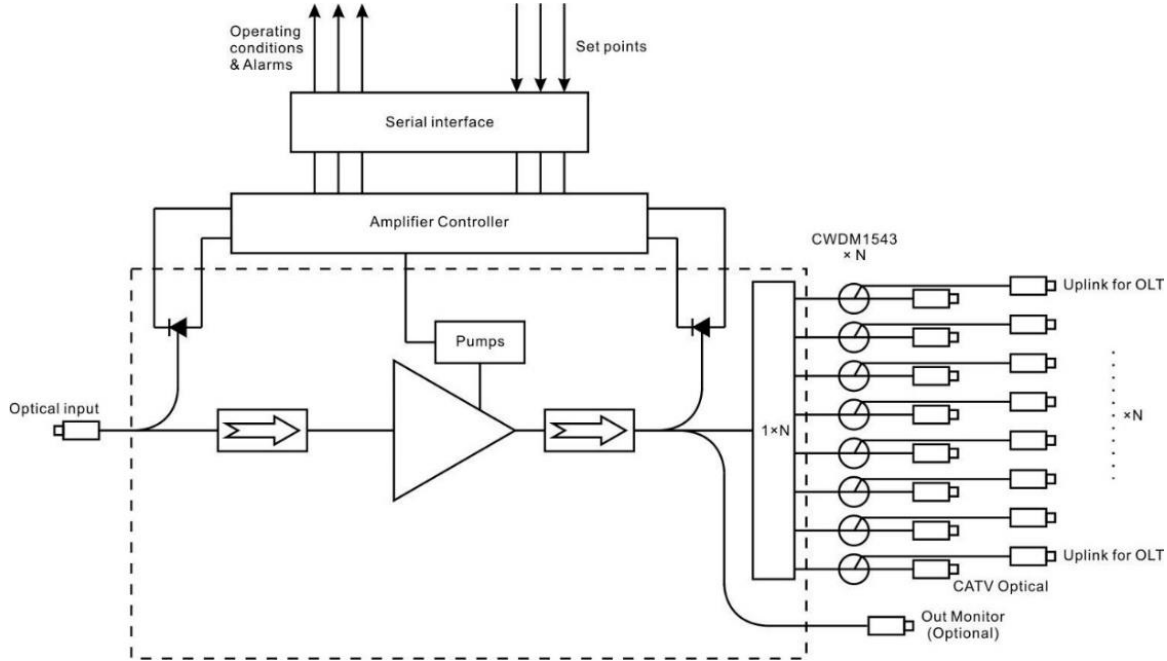 Operating
conditions
& Alarms
Set points
Serial interface
Amplifier Controller
CWDM1543
× N
Uplink for OLT
Pumps
Optical input
1×N
×N
Uplink for OLT
CATV Optical
Out Monitor
(Optional)